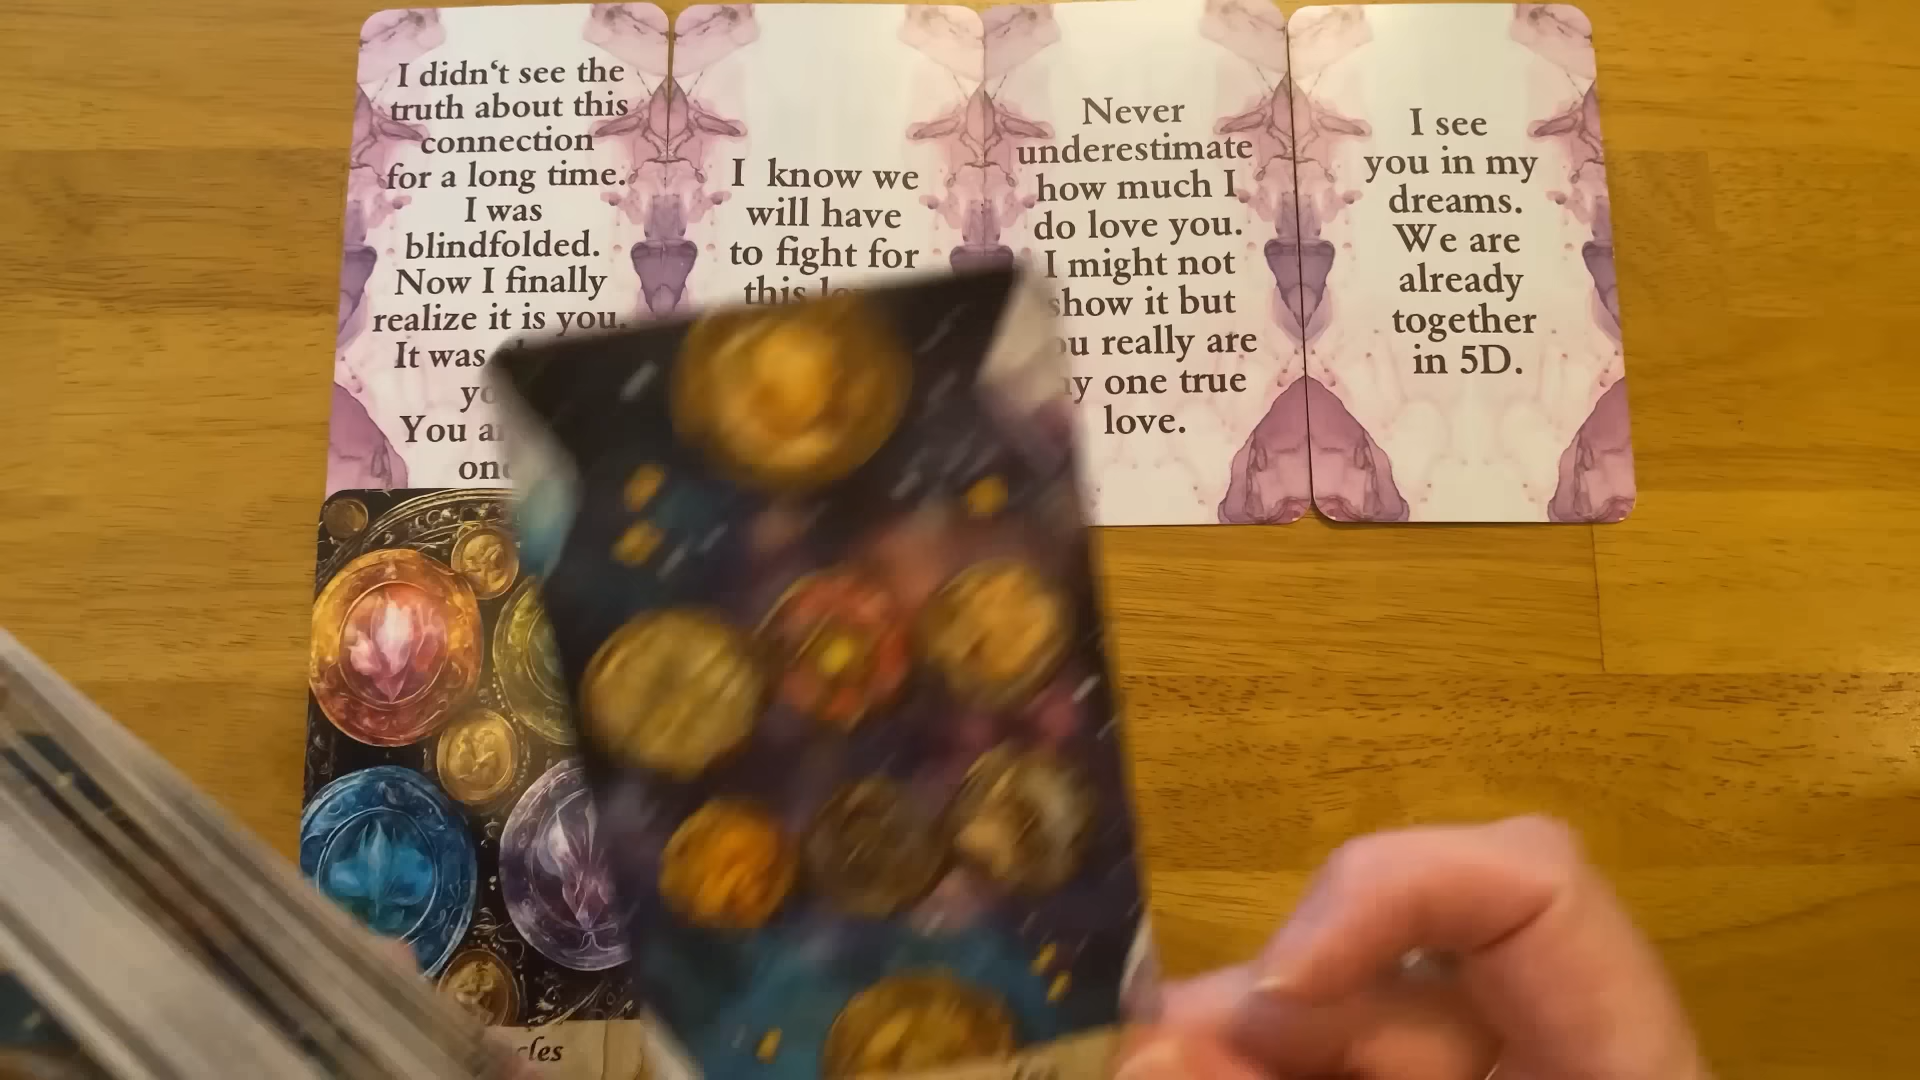 I didn‘t see the
truth about this
connection
for a long time.
I was
blindfolded.
Now I finally
realize it is you.
It was
You
I know we
will have
to fight for
this
Never
underestimate
how much I
do love you.
I might not
show it but
really are
one true
love.
I see
you in my
dreams.
We are
already
together
in 5D.